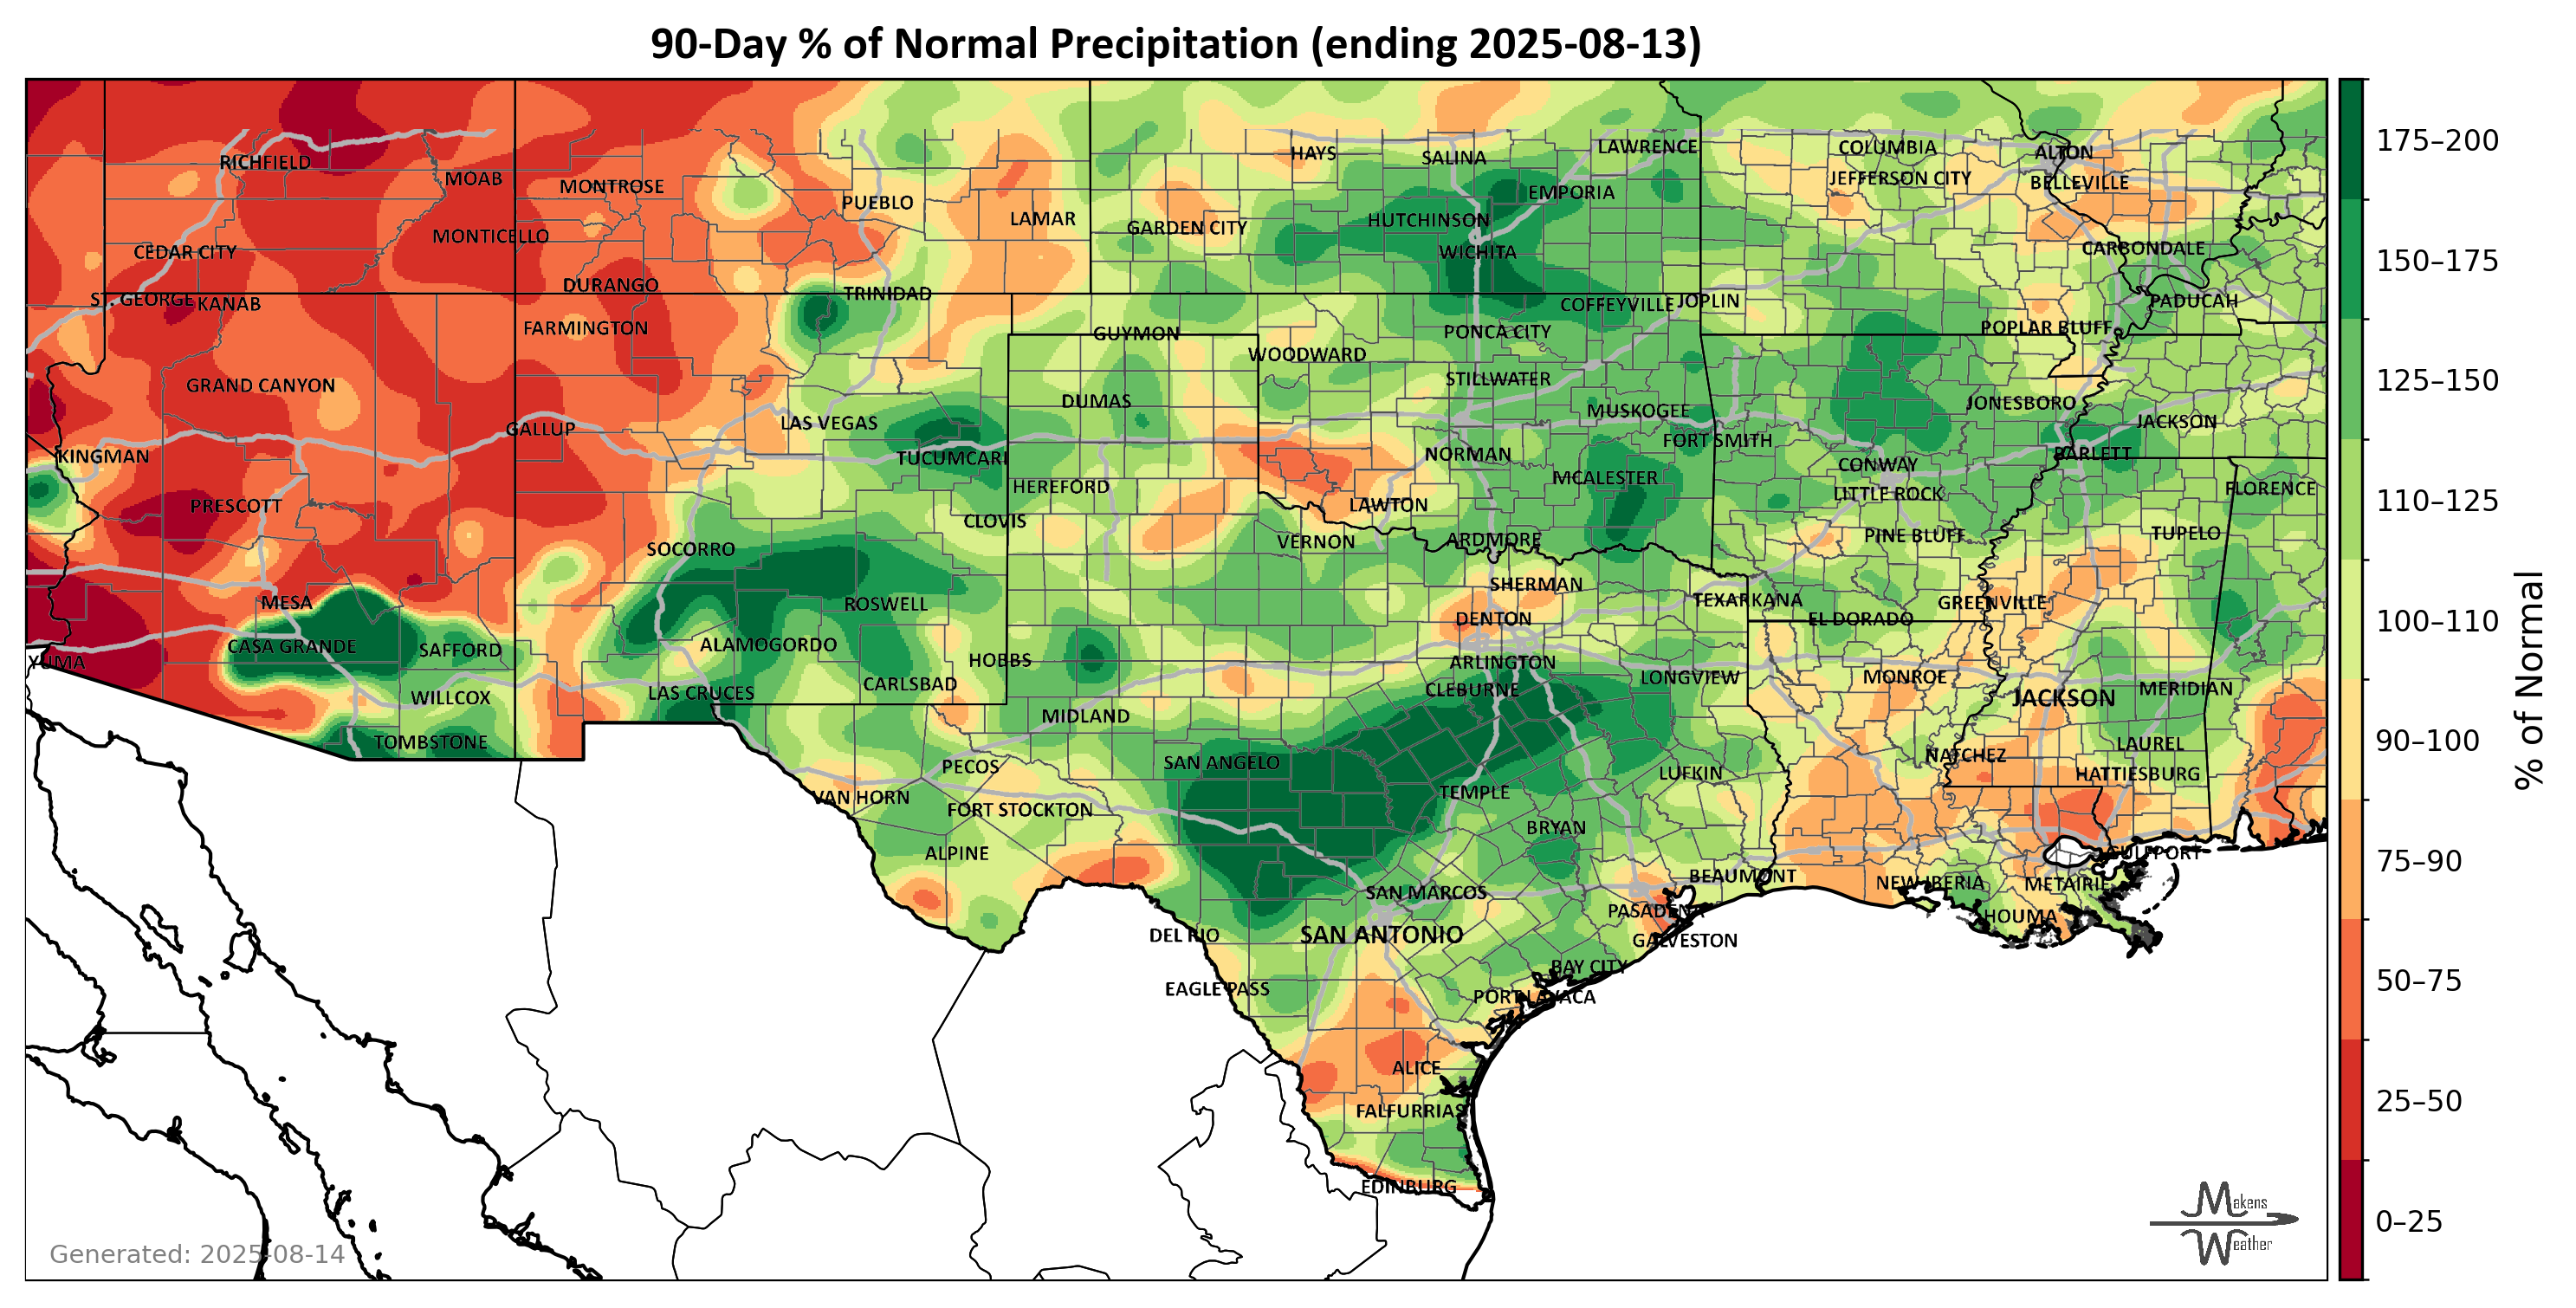 90-Day % of Normal Precipitation (ending 2025-08-13)
HAYS
SALINA
LAWRENCE
COLUMBIA
ALTON
RICHFIELD
MOAB
MONTROSE
PUEBLO
EMPORIA
JEFFERSON CITY
BELLEVILLE
LAMAR
GARDEN CITY
HUTCHINSON
MONTICELLO
CEDAR CITY
WICHITA
CARBONDALE
DURANGO
TRINIDAD
ST. GEORGE
KANAB
COFFEYVILLE
JOPLIN
PADUCAH
FARMINGTON
GUYMON
PONCA CITY
POPLAR BLUFF
WOODWARD
GRAND CANYON
STILLWATER
DUMAS
MUSKOGEE
JONESBORO
LAS VEGAS
JACKSON
GALLUP
FORT SMITH
KINGMAN
TUCUMCARI
NORMAN
BARLETT
CONWAY
MCALESTER
HEREFORD
LITTLE ROCK
FLORENCE
PRESCOTT
LAWTON
CLOVIS
TUPELO
PINE BLUFF
VERNON
ARDMORE
SOCORRO
SHERMAN
MESA
ROSWELL
TEXARKANA
GREENVILLE
DENTON
EL DORADO
CASA GRANDE
SAFFORD
ALAMOGORDO
HOBBS
ARLINGTON
YUMA
LONGVIEW
MONROE
CARLSBAD
CLEBURNE
MERIDIAN
WILLCOX
LAS CRUCES
JACKSON
MIDLAND
TOMBSTONE
LAUREL
NATCHEZ
PECOS
SAN ANGELO
LUFKIN
HATTIESBURG
VAN HORN
FORT STOCKTON
TEMPLE
BRYAN
ALPINE
GULFPORT
BEAUMONT
NEW IBERIA
METAIRIE
SAN MARCOS
PASADENA
HOUMA
DEL RIO
SAN ANTONIO
GALVESTON
BAY CITY
EAGLE PASS
PORT LAVACA
ALICE
FALFURRIAS
EDINBURG
175–200
150–175
125–150
110–125
100–110
90–100
75–90
50–75
25–50
0–25
% of Normal
Makens
Weather
Generated: 2025-08-14